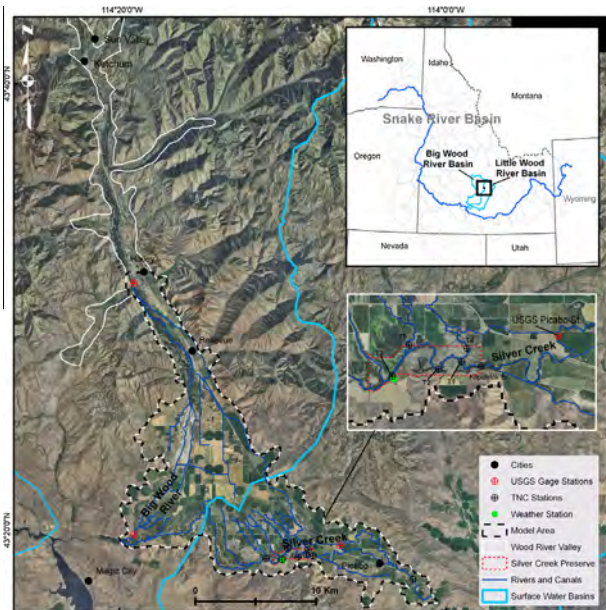 114°20'0"W
114°0'0"W
43°40'0"N
43°20'0"N
Sun Valley
Ketchum
Bellevue
Big Wood
River
Silver Creek
Picabo
Magic City
0
10 Km
Washington
Idaho
Montana
Snake River Basin
Oregon
Big Wood
River Basin
Little Wood
River Basin
Wyoming
Nevada
Utah
USGS Picabo St.
Silver Creek
Cities
USGS Gage Stations
TNC Stations
Weather Station
Model Area
Wood River Valley
Silver Creek Preserve
Rivers and Canals
Surface Water Basins